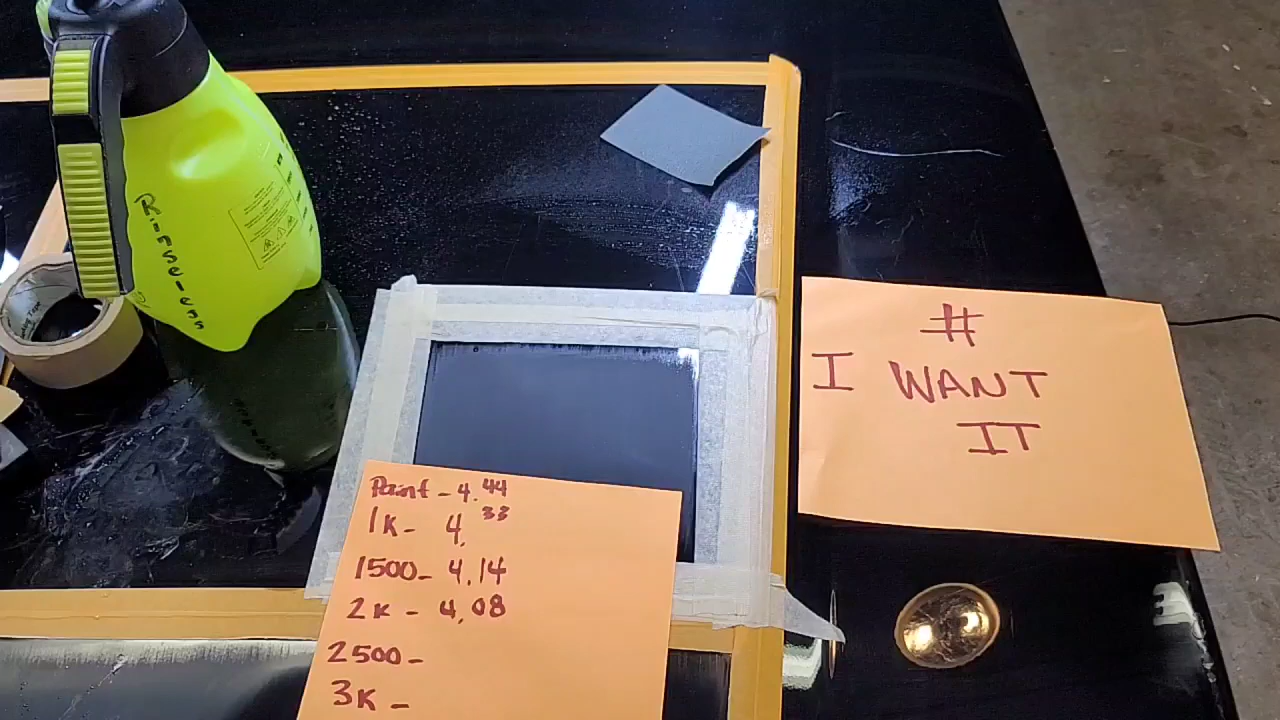 Rinseless
#
I WANT
IT
Paint - 4.44
1K - 4.33
1500 - 4.14
2K - 4.08
2500 -
3K -